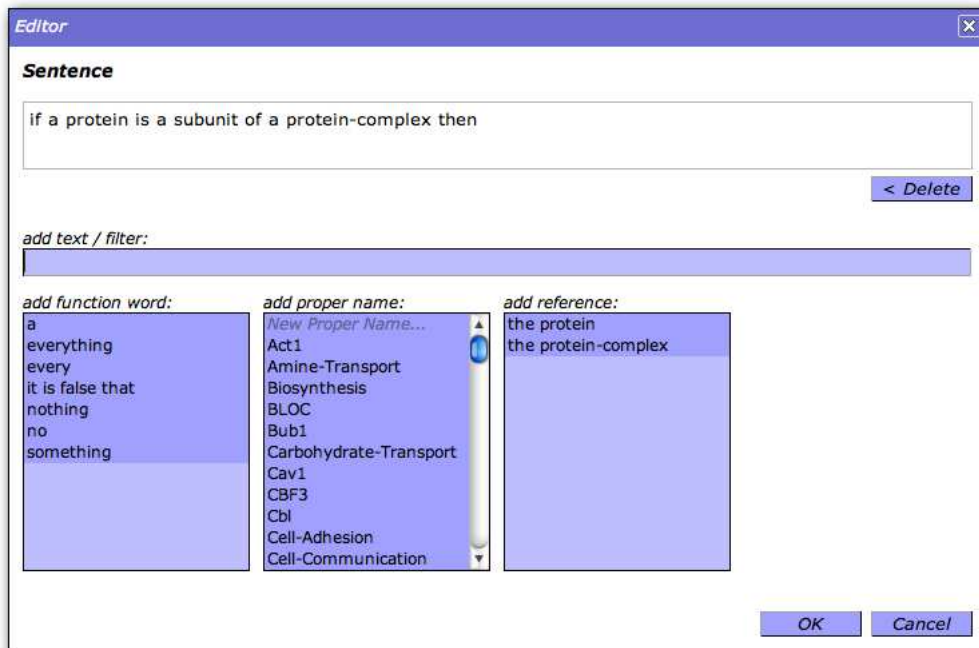 Editor
Sentence
if a protein is a subunit of a protein-complex then
< Delete
add text / filter:
add function word:
a
everything
every
it is false that
nothing
no
something
add proper name:
New Proper Name...
Act1
Amine-Transport
Biosynthesis
BLOC
Bub1
Carbohydrate-Transport
Cav1
CBF3
Cbl
Cell-Adhesion
Cell-Communication
add reference:
the protein
the protein-complex
OK
Cancel